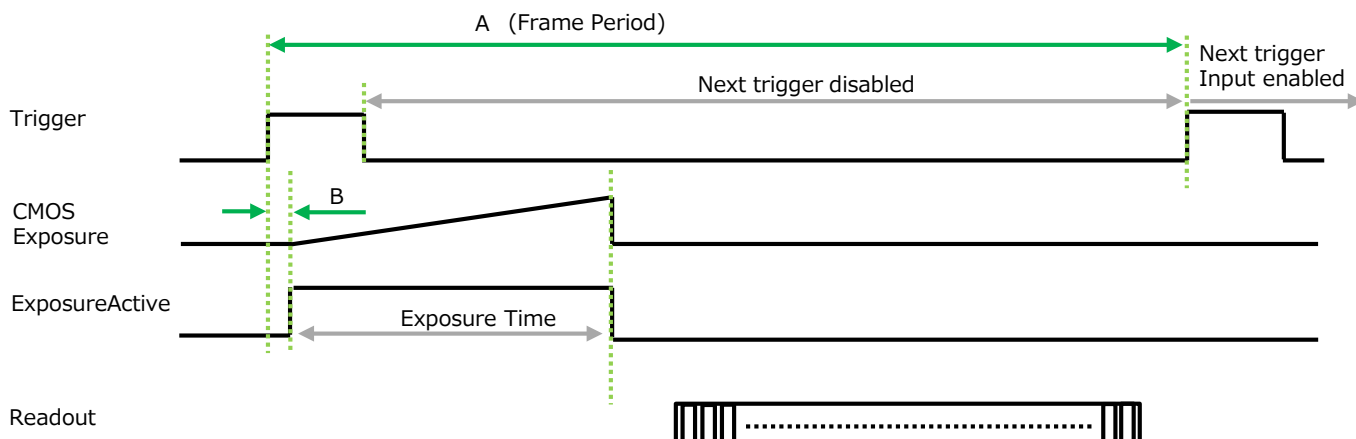 A (Frame Period)
Next trigger
Input enabled
Next trigger disabled
Trigger
B
CMOS
Exposure
ExposureActive
Exposure Time
Readout